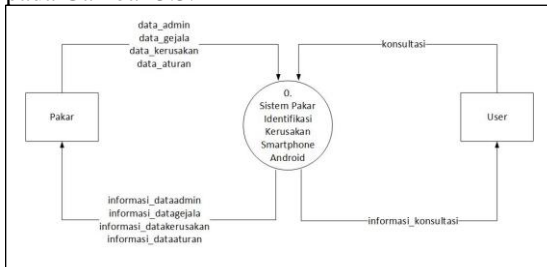 data_admin
data_gejala
data_kerusakan
data_aturan
konsultasi
Pakar
0.
Sistem Pakar
Identifikasi
Kerusakan
Smartphone
Android
User
informasi_dataadmin
informasi_datagejala
informasi_datakerusakan
informasi_dataaturan
informasi_konsultasi